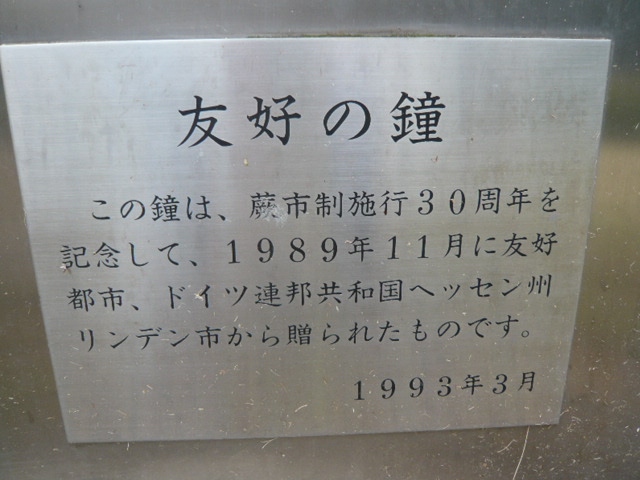 友好の鐘
この鐘は、蕨市制施行30周年を
記念して、1989年11月に友好
都市、ドイツ連邦共和国ヘッセン州
リンデン市から贈られたものです。
1993年3月